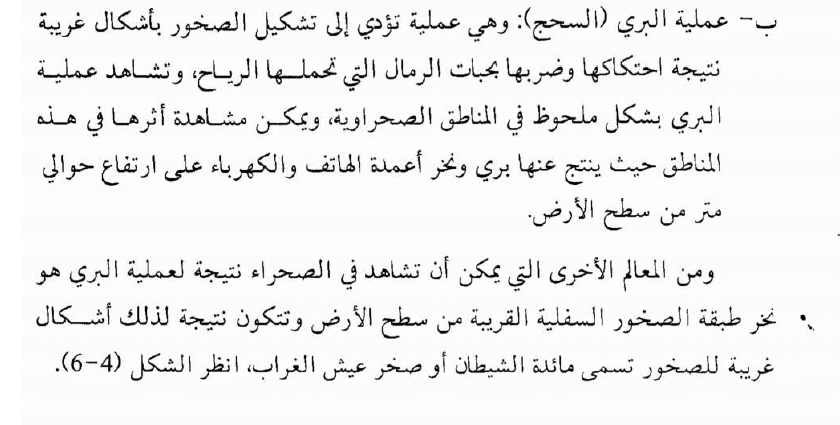 ب- عملية البري (السحج): وهي عملية تؤدي إلى تشكيل الصخور بأشكال غريبة
نتيجة احتكاكها وضربها بحبات الرمال التي تحملها الرياح، وتشاهد عملية
البري بشكل ملحوظ في المناطق الصحراوية، ويمكن مشاهدة أثرها في هذه
المناطق حيث ينتج عنها بري ونخر أعمدة الهاتف والكهرباء على ارتفاع حوالي
متر من سطح الأرض.
ومن المعالم الأخرى التي يمكن أن تشاهد في الصحراء نتيجة لعملية البري هو
نخر طبقة الصخور السفلية القريبة من سطح الأرض وتتكون نتيجة لذلك أشكال
غريبة للصخور تسمى مائدة الشيطان أو صخر عيش الغراب، انظر الشكل (4-6).